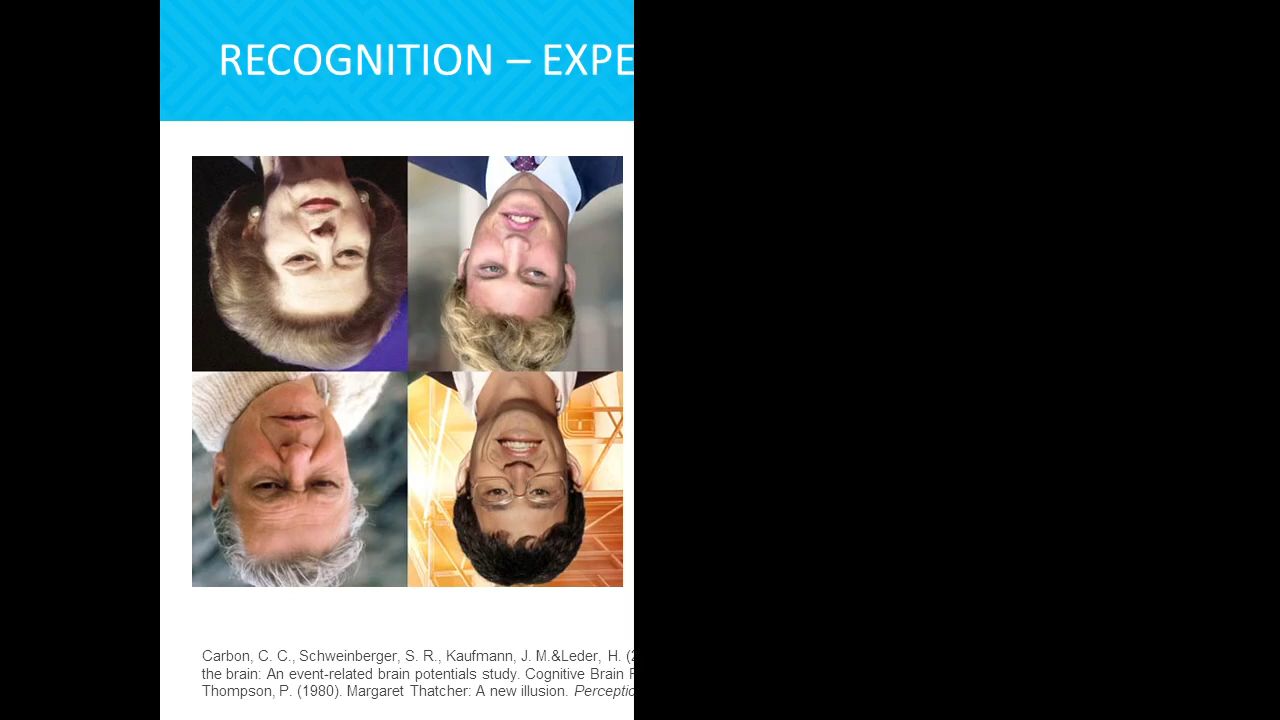 RECOGNITION – EXPE
Carbon, C. C., Schweinberger, S. R., Kaufmann, J. M.&Leder, H. (2
the brain: An event-related brain potentials study. Cognitive Brain
Thompson, P. (1980). Margaret Thatcher: A new illusion. Perceptio